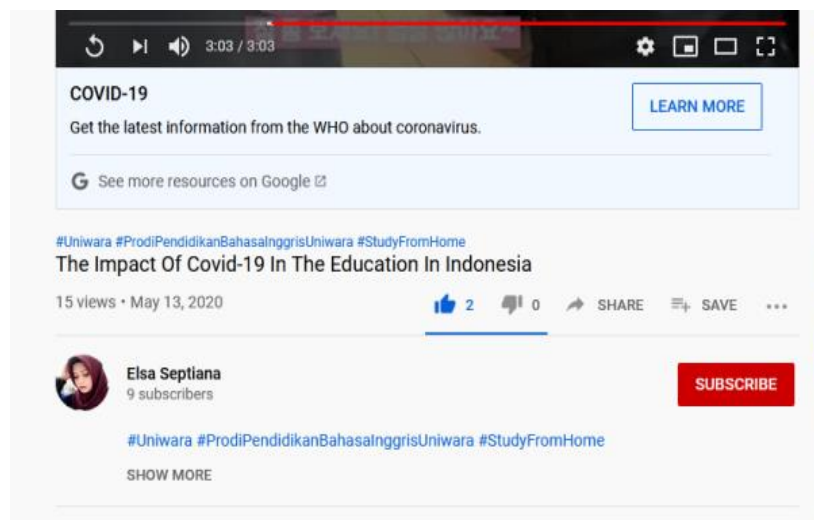 3:03 / 3:03
COVID-19
LEARN MORE
Get the latest information from the WHO about coronavirus.
G See more resources on Google
#Uniwara #ProdiPendidikanBahasaInggrisUniwara #StudyFromHome
The Impact Of Covid-19 In The Education In Indonesia
15 views • May 13, 2020
2 0 SHARE SAVE
Elsa Septiana
9 subscribers
SUBSCRIBE
#Uniwara #ProdiPendidikanBahasaInggrisUniwara #StudyFromHome
SHOW MORE